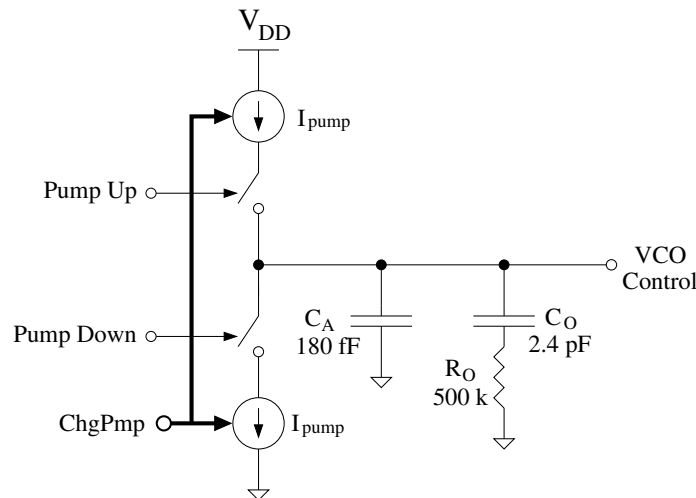 V_DD
I_pump
Pump Up
VCO
Control
Pump Down
C_A
180 fF
C_O
2.4 pF
R_O
500 k
ChgPmp
I_pump